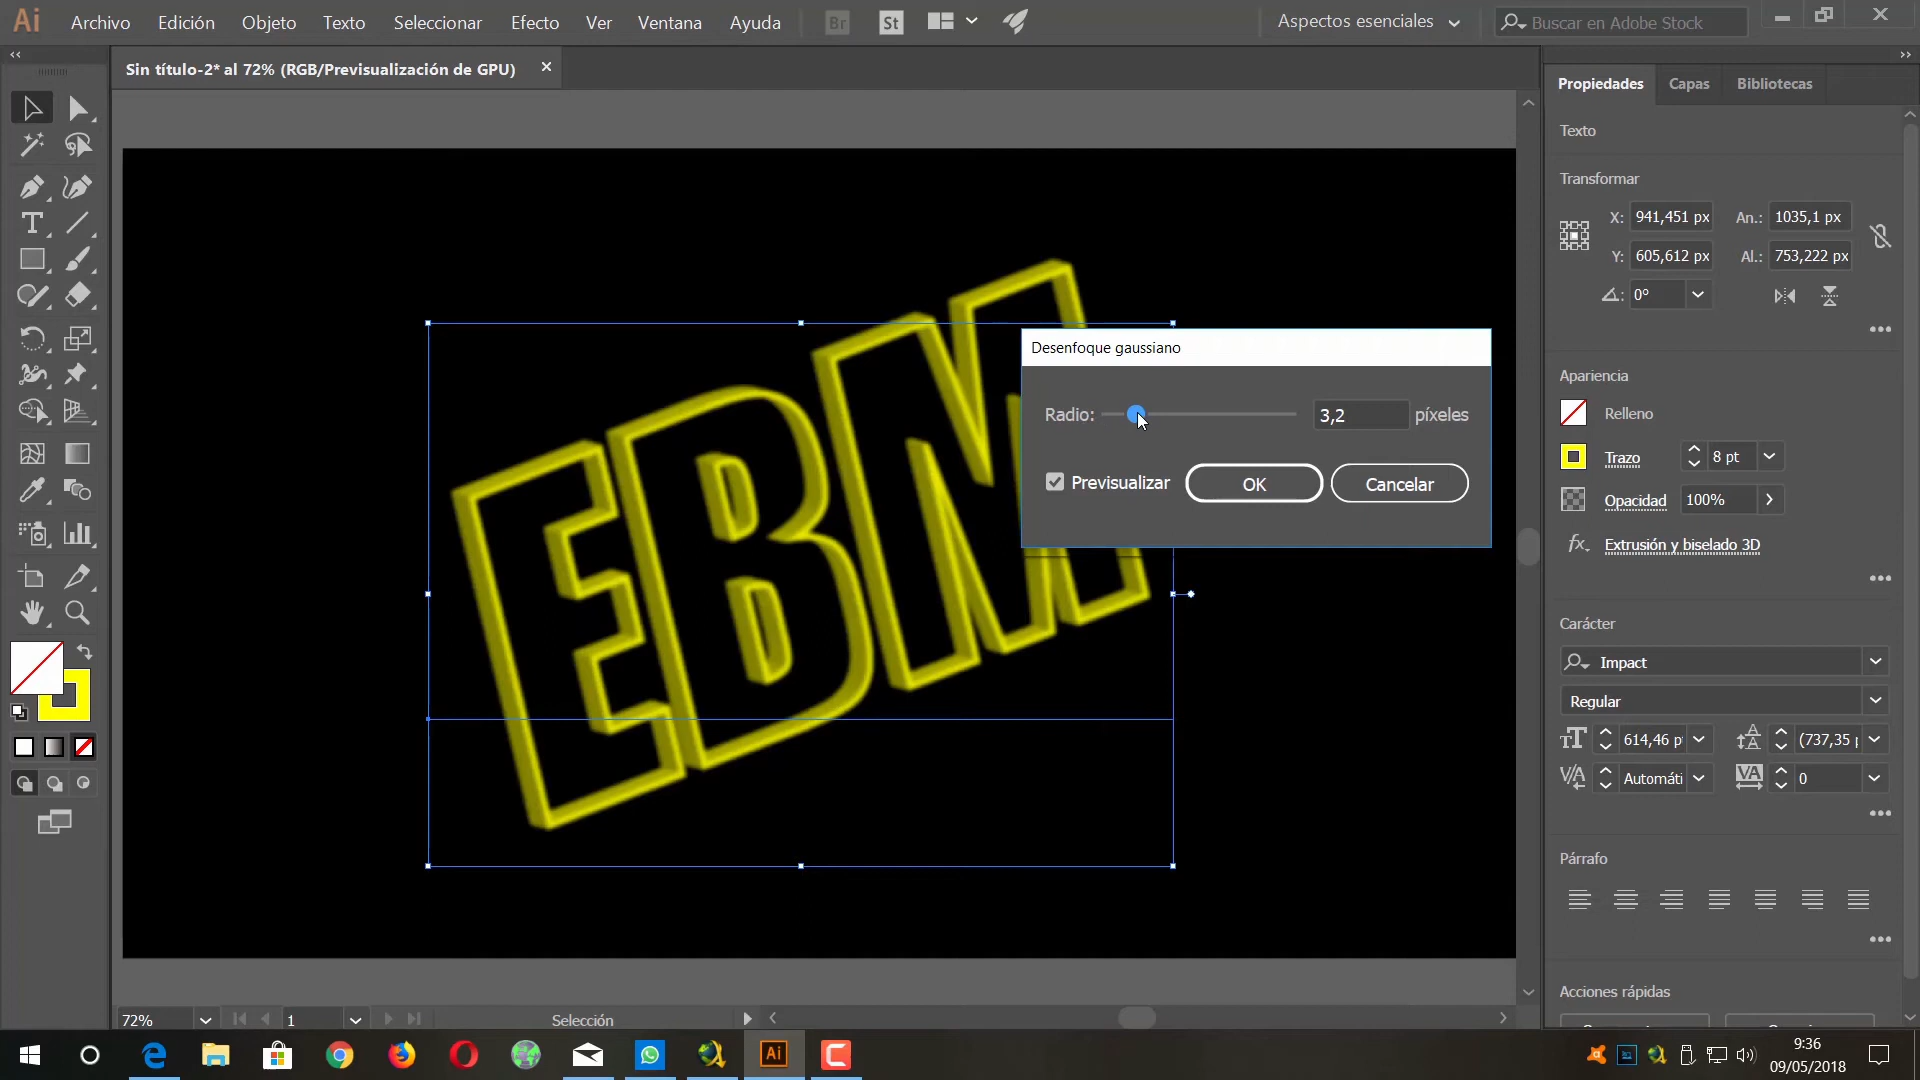 Ai Archivo Edición Objeto Texto Seleccionar Efecto Ver Ventana Ayuda Br St Aspectos esenciales Buscar en Adobe Stock
Sin título-2* al 72% (RGB/Previsualización de GPU)
Propiedades Capas Bibliotecas
Texto
Transformar
X: 941,451 px An.: 1035,1 px
Y: 605,612 px Al.: 753,222 px
0º
Apariencia
Relleno
Trazo 8 pt
Opacidad 100%
fx Extrusión y biselado 3D
Carácter
Impact
Regular
614,46 p (737,35 p
Automáti 0
Párrafo
Acciones rápidas
EBM
Desenfoque gaussiano
Radio: 3,2 píxeles
Previsualizar OK Cancelar
72% 1 Selección
Ai
9:36
09/05/2018